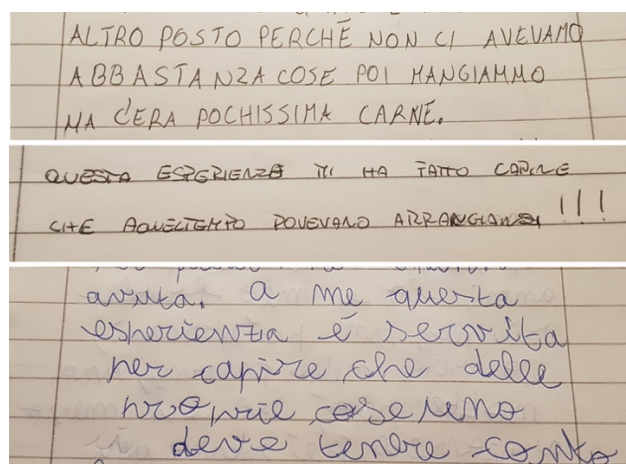 ALTRO POSTO PERCHÉ NON CI AVEVAMO
ABBASTANZA COSE POI MANGIAMMO
MA C'ERA POCHISSIMA CARNE.
QUESTA ESPERIENZA MI HA FATTO CAPIRE
CHE AQUELTEMPO DOVEVANO ARRANGIARSI !!!
avuta. A me questa
esperienza è servita
per capire che delle
proprie cose uno
deve tenere conto